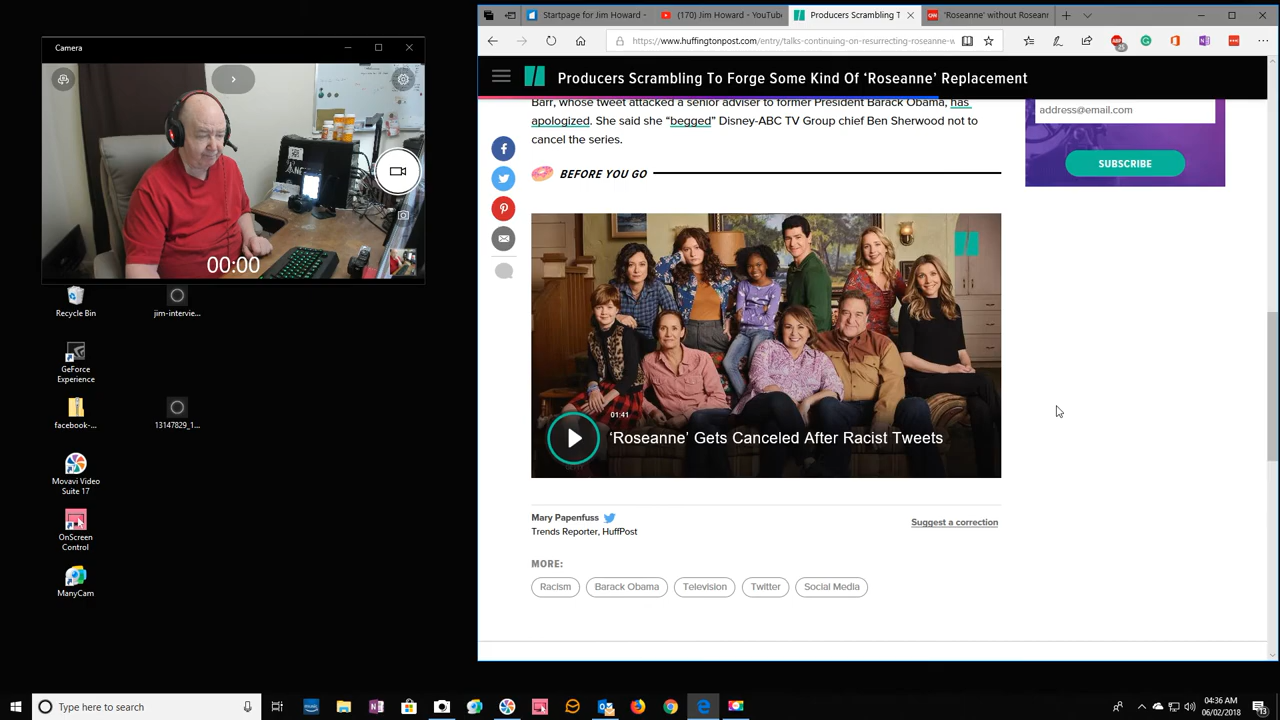 Camera
00:00
Recycle Bin
jim-intervie...
GeForce
Experience
facebook-...
13147829_1...
Movavi Video
Suite 17
OnScreen
Control
ManyCam
Startpage for Jim Howard -
(170) Jim Howard - YouTub
Producers Scrambling T
'Roseanne' without Roseann
https://www.huffingtonpost.com/entry/talks-continuing-on-resurrecting-roseanne-w
25
Producers Scrambling To Forge Some Kind Of ‘Roseanne’ Replacement
Barr, whose tweet attacked a senior adviser to former President Barack Obama, has
apologized. She said she “begged” Disney-ABC TV Group chief Ben Sherwood not to
cancel the series.
address@email.com
SUBSCRIBE
BEFORE YOU GO
01:41
‘Roseanne’ Gets Canceled After Racist Tweets
Mary Papenfuss
Trends Reporter, HuffPost
Suggest a correction
MORE:
Racism
Barack Obama
Television
Twitter
Social Media
Type here to search
music
04:36 AM
06/02/2018
13